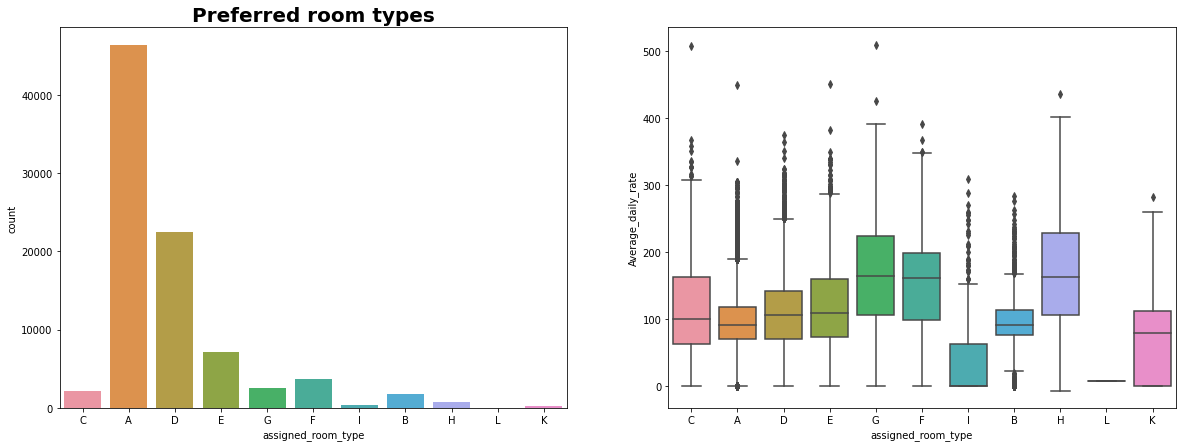 Preferred room types
count
40000
30000
20000
10000
0
C A D E G F I B H L K
assigned_room_type
Average_daily_rate
500
400
300
200
100
0
C A D E G F I B H L K
assigned_room_type